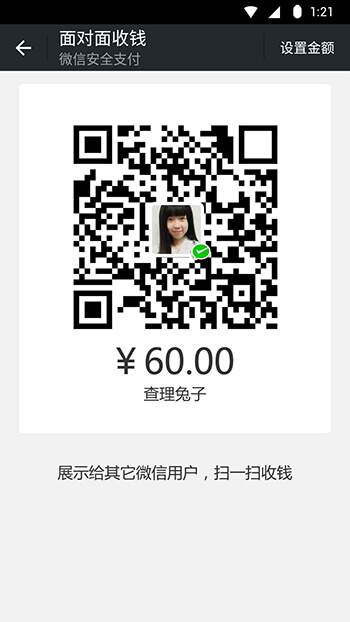 1:21
面对面收钱
微信安全支付
设置金额
¥ 60.00
查理兔子
展示给其它微信用户，扫一扫收钱